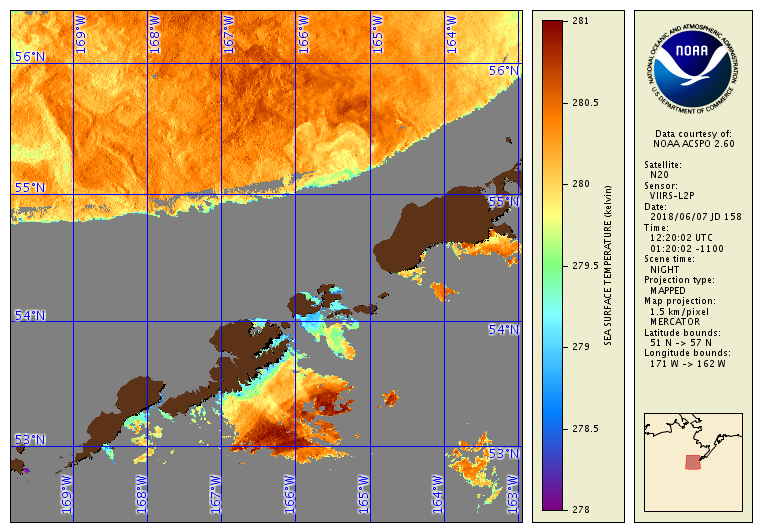 169°W 168°W 167°W 166°W 165°W 164°W
56°N 56°N
55°N 55°N
54°N 54°N
53°N 53°N
169°W 168°W 167°W 166°W 165°W 164°W 163°W
281
280.5
280
279.5
279
278.5
278
SEA SURFACE TEMPERATURE (kelvin)
NATIONAL OCEANIC AND ATMOSPHERIC ADMINISTRATION
NOAA
U.S. DEPARTMENT OF COMMERCE
Data courtesy of:
NOAA ACSPO 2.60
Satellite:
N20
Sensor:
VIIRS-L2P
Date:
2018/06/07 JD 158
Time:
12:20:02 UTC
01:20:02 -1100
Scene time:
NIGHT
Projection type:
MAPPED
Map projection:
1.5 km/pixel
MERCATOR
Latitude bounds:
51 N -> 57 N
Longitude bounds:
171 W -> 162 W